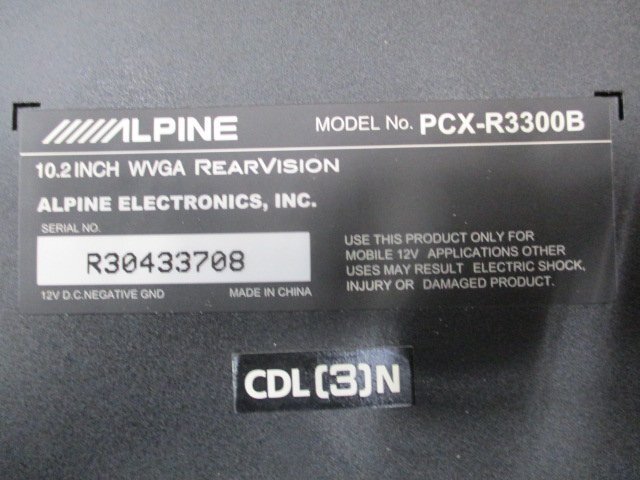 ALPINE MODEL No. PCX-R3300B
10.2 INCH WVGA REARVISION
ALPINE ELECTRONICS, INC.
SERIAL NO.
R30433708
12V D.C.NEGATIVE GND MADE IN CHINA
USE THIS PRODUCT ONLY FOR
MOBILE 12V APPLICATIONS OTHER
USES MAY RESULT ELECTRIC SHOCK,
INJURY OR DAMAGED PRODUCT.
CDL(3)N